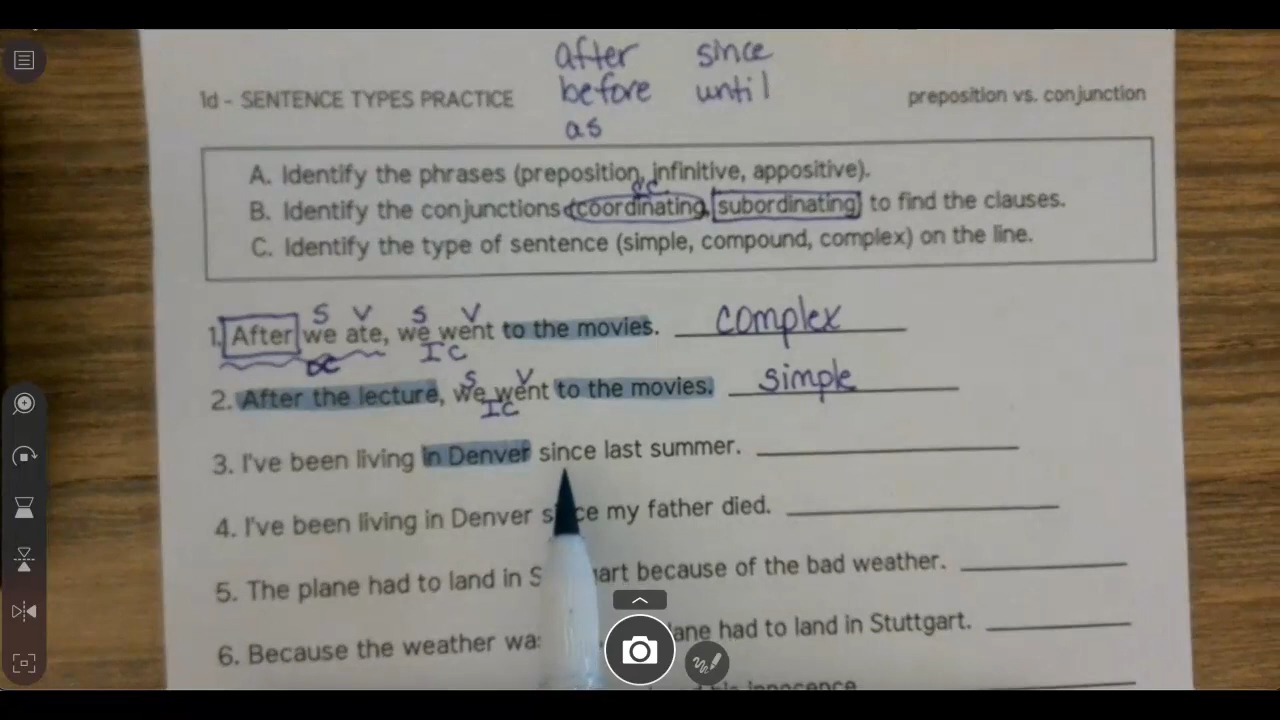 after since
before until
as
1d - SENTENCE TYPES PRACTICE
preposition vs. conjunction
A. Identify the phrases (preposition, infinitive, appositive).
B. Identify the conjunctions (coordinating, subordinating) to find the clauses.
C. Identify the type of sentence (simple, compound, complex) on the line.
S V S V
1. After we ate, we went to the movies. complex
DC IC
S V
2. After the lecture, we went to the movies. simple
IC
3. I've been living in Denver since last summer.
4. I've been living in Denver since my father died.
5. The plane had to land in S art because of the bad weather.
6. Because the weather was lane had to land in Stuttgart.
innocence